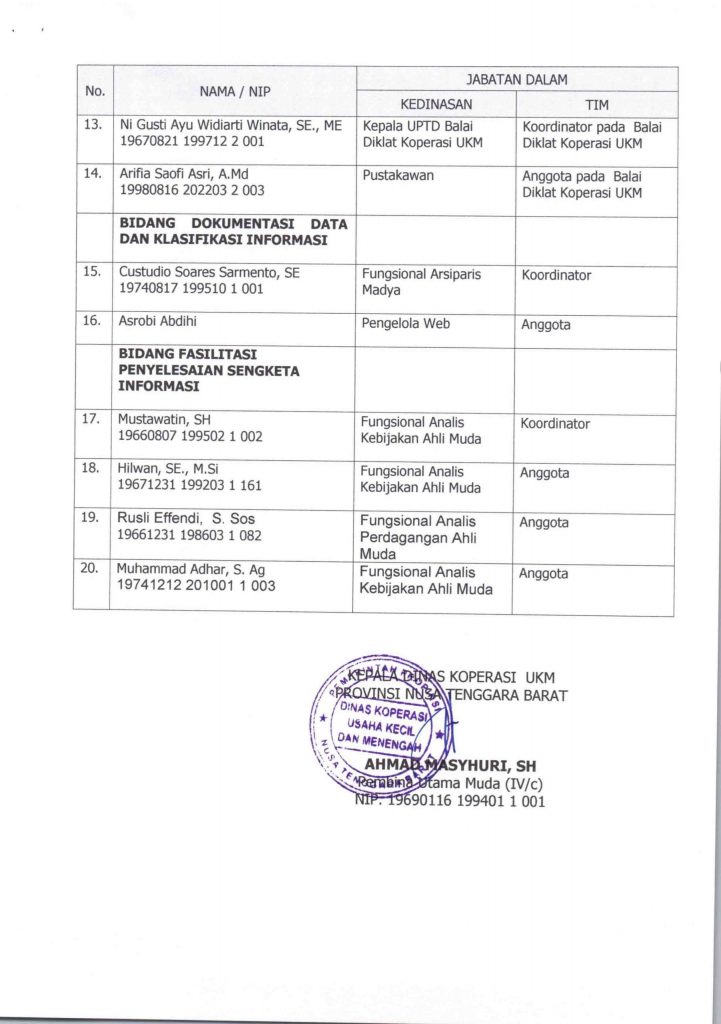 No.
NAMA / NIP
JABATAN DALAM
KEDINASAN
TIM
13.
Ni Gusti Ayu Widiarti Winata, SE., ME
19670821 199712 2 001
Kepala UPTD Balai
Diklat Koperasi UKM
Koordinator pada Balai
Diklat Koperasi UKM
14.
Arifia Saofi Asri, A.Md
19980816 202203 2 003
Pustakawan
Anggota pada Balai
Diklat Koperasi UKM
BIDANG DOKUMENTASI DATA
DAN KLASIFIKASI INFORMASI
15.
Custudio Soares Sarmento, SE
19740817 199510 1 001
Fungsional Arsiparis
Madya
Koordinator
16.
Asrobi Abdihi
Pengelola Web
Anggota
BIDANG FASILITASI
PENYELESAIAN SENGKETA
INFORMASI
17.
Mustawatin, SH
19660807 199502 1 002
Fungsional Analis
Kebijakan Ahli Muda
Koordinator
18.
Hilwan, SE., M.Si
19671231 199203 1 161
Fungsional Analis
Kebijakan Ahli Muda
Anggota
19.
Rusli Effendi, S. Sos
19661231 198603 1 082
Fungsional Analis
Perdagangan Ahli
Muda
Anggota
20.
Muhammad Adhar, S. Ag
19741212 201001 1 003
Fungsional Analis
Kebijakan Ahli Muda
Anggota
KEPALA DINAS KOPERASI UKM
PROVINSI NUSA TENGGARA BARAT
PEMERINTAH PROPINSI
DINAS KOPERASI
USAHA KECIL
DAN MENENGAH
NUSA TENGGARA BARAT
AHMAD MASYHURI, SH
Pembina Utama Muda (IV/c)
NIP. 19690116 199401 1 001